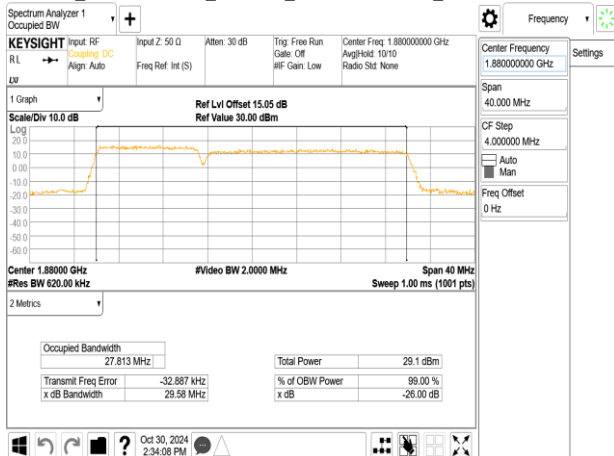 Spectrum Analyzer 1
Occupied BW
Frequency
KEYSIGHT
Input: RF
Coupling: DC
Align: Auto
Input Z: 50 Ω
Freq Ref: Int (S)
Atten: 30 dB
Trig: Free Run
Gate: Off
#IF Gain: Low
Center Freq: 1.880000000 GHz
Avg|Hold: 10/10
Radio Std: None
RL
LXI
Center Frequency
1.880000000 GHz
Settings
Span
40.000 MHz
CF Step
4.000000 MHz
Auto
Man
Freq Offset
0 Hz
1 Graph
Scale/Div 10.0 dB
Ref Lvl Offset 15.05 dB
Ref Value 30.00 dBm
Log
20.0
10.0
0.00
-10.0
-20.0
-30.0
-40.0
-50.0
-60.0
Center 1.88000 GHz
#Video BW 2.0000 MHz
Span 40 MHz
#Res BW 620.00 kHz
Sweep 1.00 ms (1001 pts)
2 Metrics
Occupied Bandwidth
27.813 MHz
Total Power 29.1 dBm
Transmit Freq Error -32.887 kHz
% of OBW Power 99.00 %
x dB Bandwidth 29.58 MHz
x dB -26.00 dB
?
Oct 30, 2024
2:34:08 PM